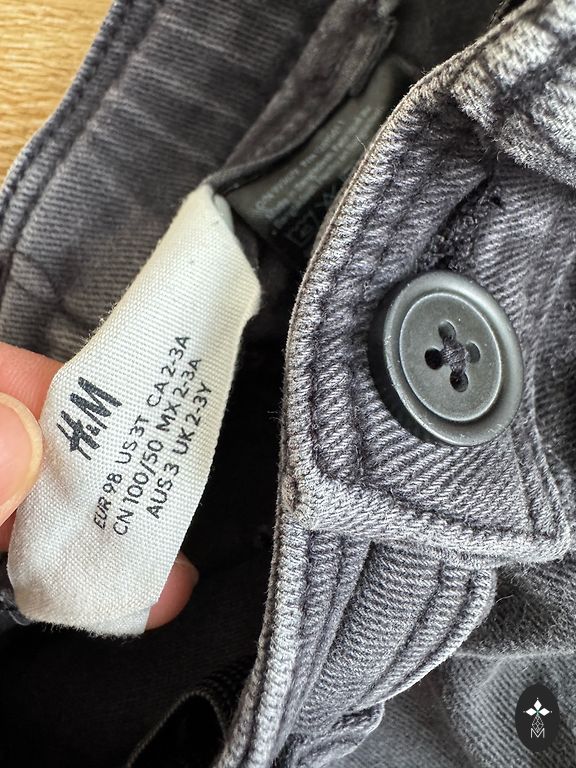 H&M
EUR 98 US 3T CA 2-3A
CN 100/50 MX 2-3A
AUS 3 UK 2-3Y
M